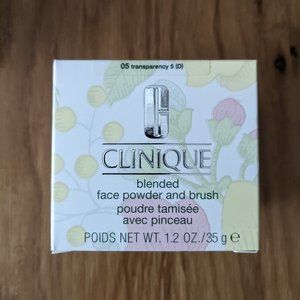 05 transparency 5 (D)
CLINIQUE
blended
face powder and brush
poudre tamisée
avec pinceau
POIDS NET WT. 1.2 OZ./35 g ℮